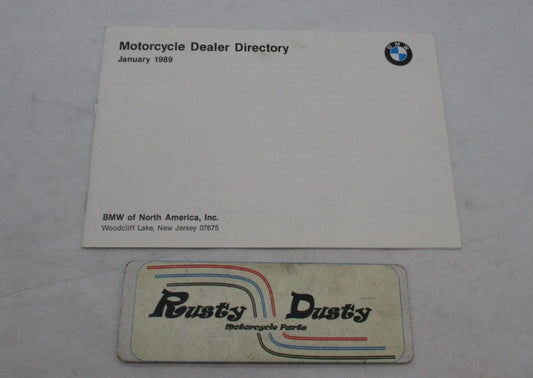 Motorcycle Dealer Directory
January 1989
BMW
BMW of North America, Inc.
Woodcliff Lake, New Jersey 07675
Rusty Dusty
Motorcycle Parts